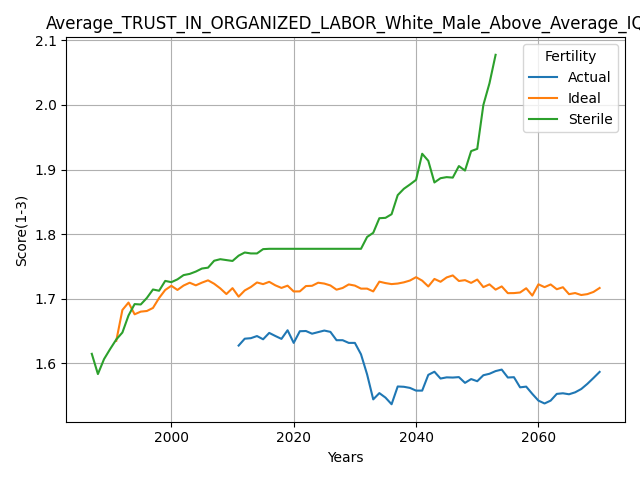 Average_TRUST_IN_ORGANIZED_LABOR_White_Male_Above_Average_IQ
2.1
2.0
1.9
1.8
1.7
1.6
Score(1-3)
Fertility
Actual
Ideal
Sterile
2000
2020
2040
2060
Years